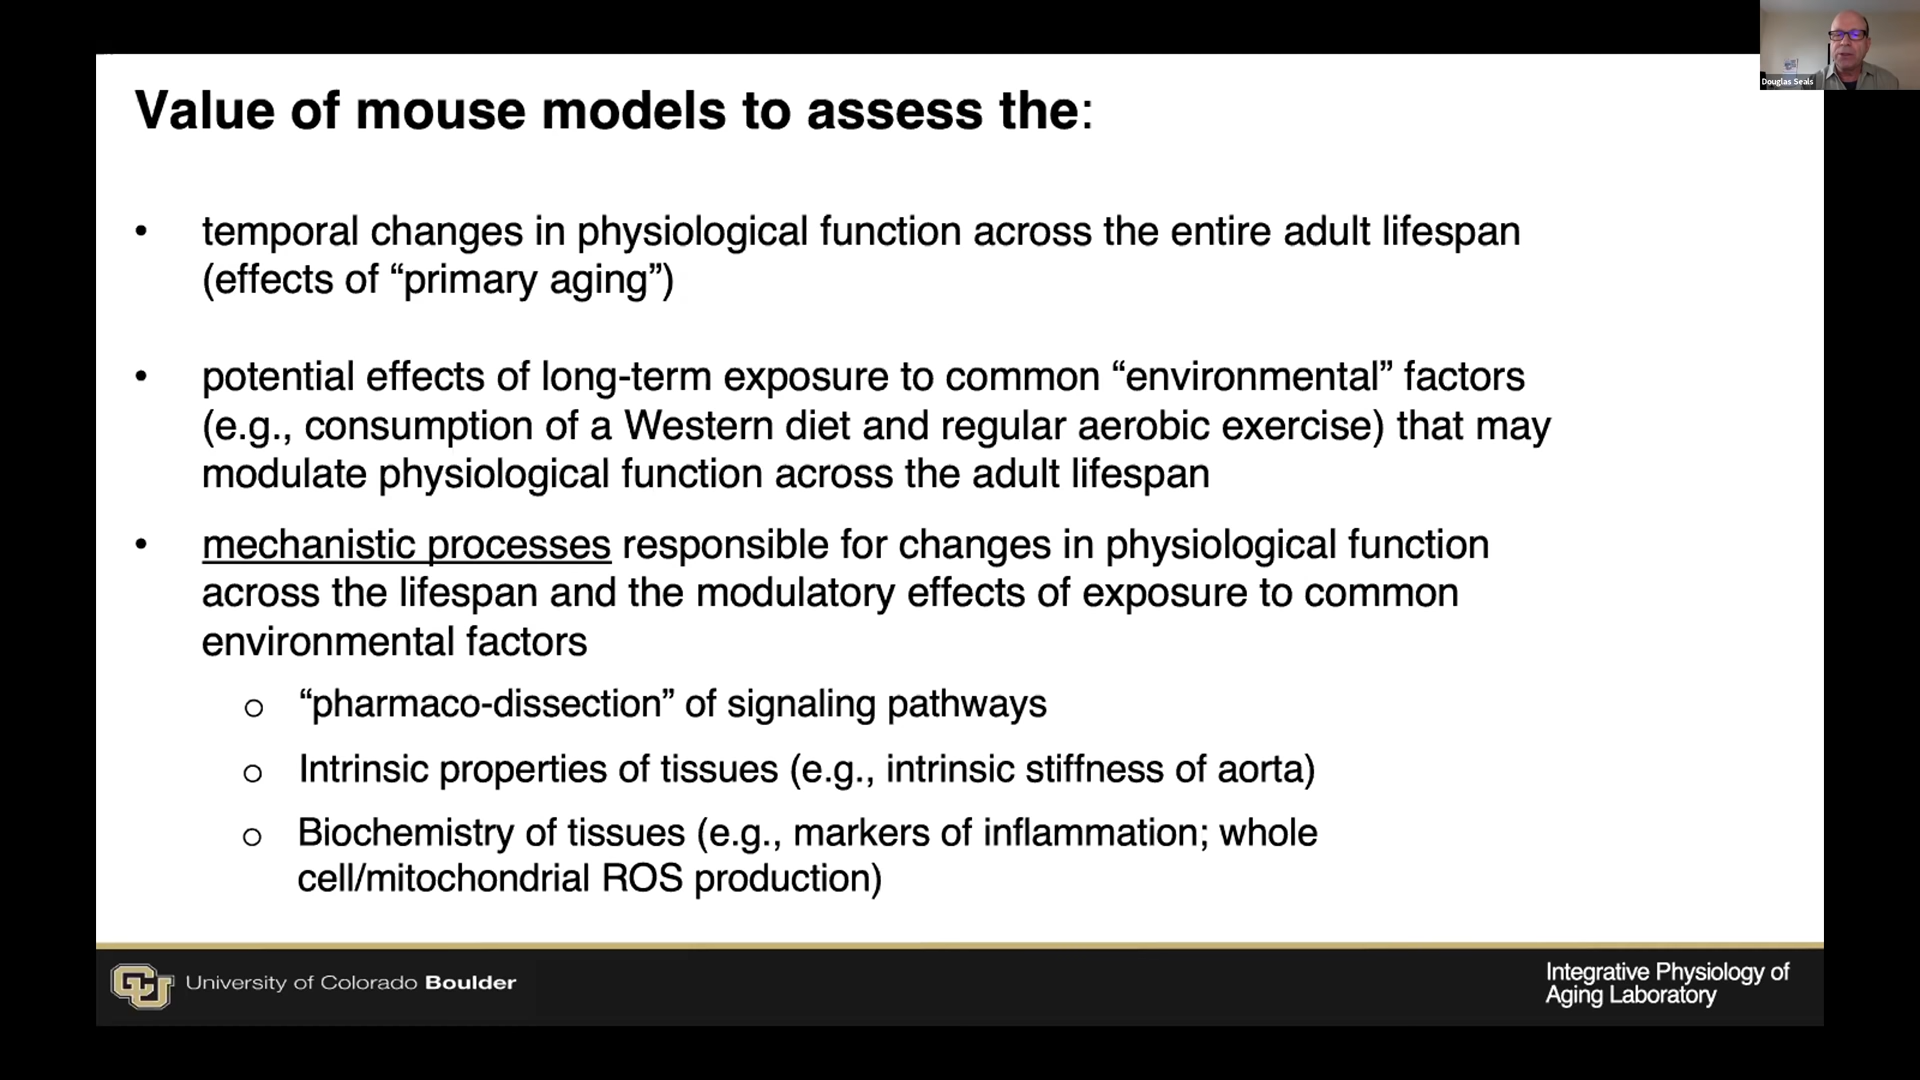 Value of mouse models to assess the:
• temporal changes in physiological function across the entire adult lifespan
(effects of “primary aging”)
• potential effects of long-term exposure to common “environmental” factors
(e.g., consumption of a Western diet and regular aerobic exercise) that may
modulate physiological function across the adult lifespan
• mechanistic processes responsible for changes in physiological function
across the lifespan and the modulatory effects of exposure to common
environmental factors
o “pharmaco-dissection” of signaling pathways
o Intrinsic properties of tissues (e.g., intrinsic stiffness of aorta)
o Biochemistry of tissues (e.g., markers of inflammation; whole
cell/mitochondrial ROS production)
CU University of Colorado Boulder
Integrative Physiology of
Aging Laboratory
Douglas Seals